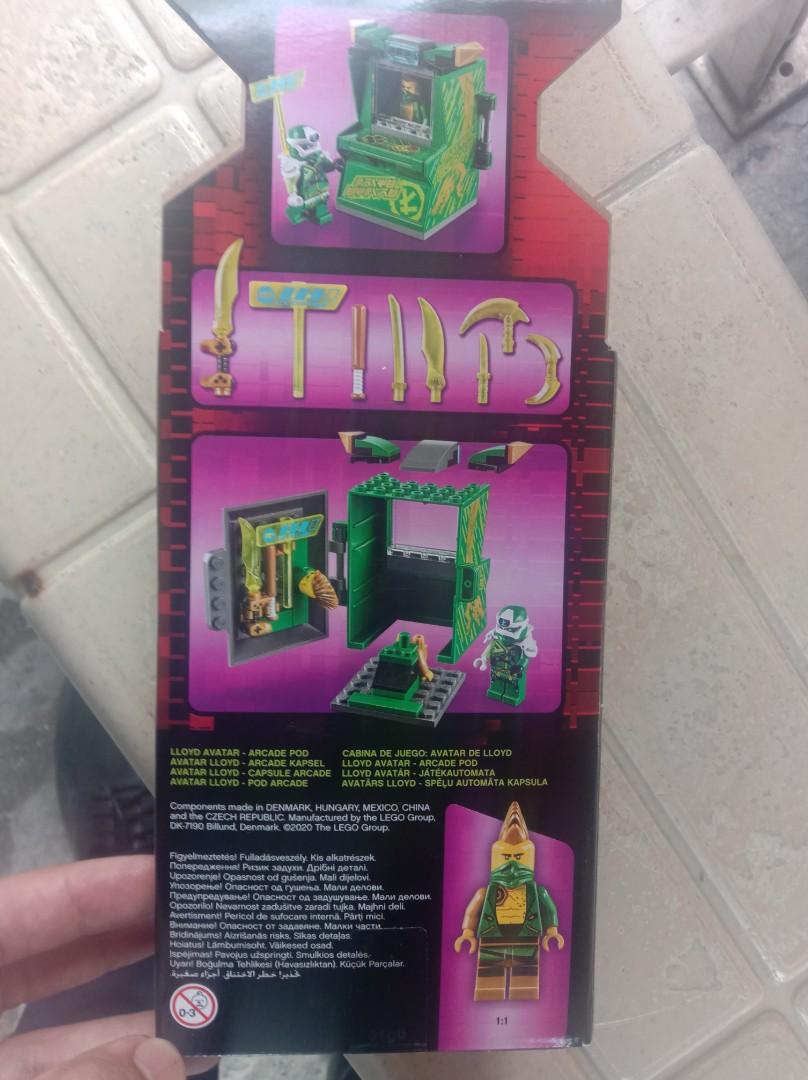 LLOYD AVATAR - ARCADE POD
AVATAR LLOYD - ARCADE KAPSEL
AVATAR LLOYD - CAPSULE ARCADE
AVATAR LLOYD - POD ARCADE
CABINA DE JUEGO: AVATAR DE LLOYD
LLOYD AVATAR - ARCADE POD
LLOYD AVATÁR - JÁTÉKAUTOMATA
AVATĀRS LLOYD - SPĒĻU AUTOMĀTA KAPSULA
Components made in DENMARK, HUNGARY, MEXICO, CHINA
and the CZECH REPUBLIC. Manufactured by the LEGO Group,
DK-7190 Billund, Denmark. ©2020 The LEGO Group.
Figyelmeztetés! Fulladásveszély. Kis alkatrészek.
Попередження! Ризик задухи. Дрібні деталі.
Upozorenje! Opasnost od gušenja. Mali dijelovi.
Упозорење! Опасност од гушења. Мали делови.
Предупредување! Опасност од задушување. Мали делови.
Opozorilo! Nevarnost zadušitve zaradi tujka. Majhni deli.
Avertisment! Pericol de sufocare internă. Părți mici.
Внимание! Опасност от задавяне. Малки части.
Brīdinājums! Aizrīšanās risks. Sīkas detaļas.
Hoiatus! Lämbumisoht. Väikesed osad.
Įspėjimas! Pavojus užspringti. Smulkios detalės.
Uyarı! Boğulma Tehlikesi (Havasızlıktan). Küçük Parçalar.
تحذير! خطر الاختناق. أجزاء صغيرة.
0-3
1:1